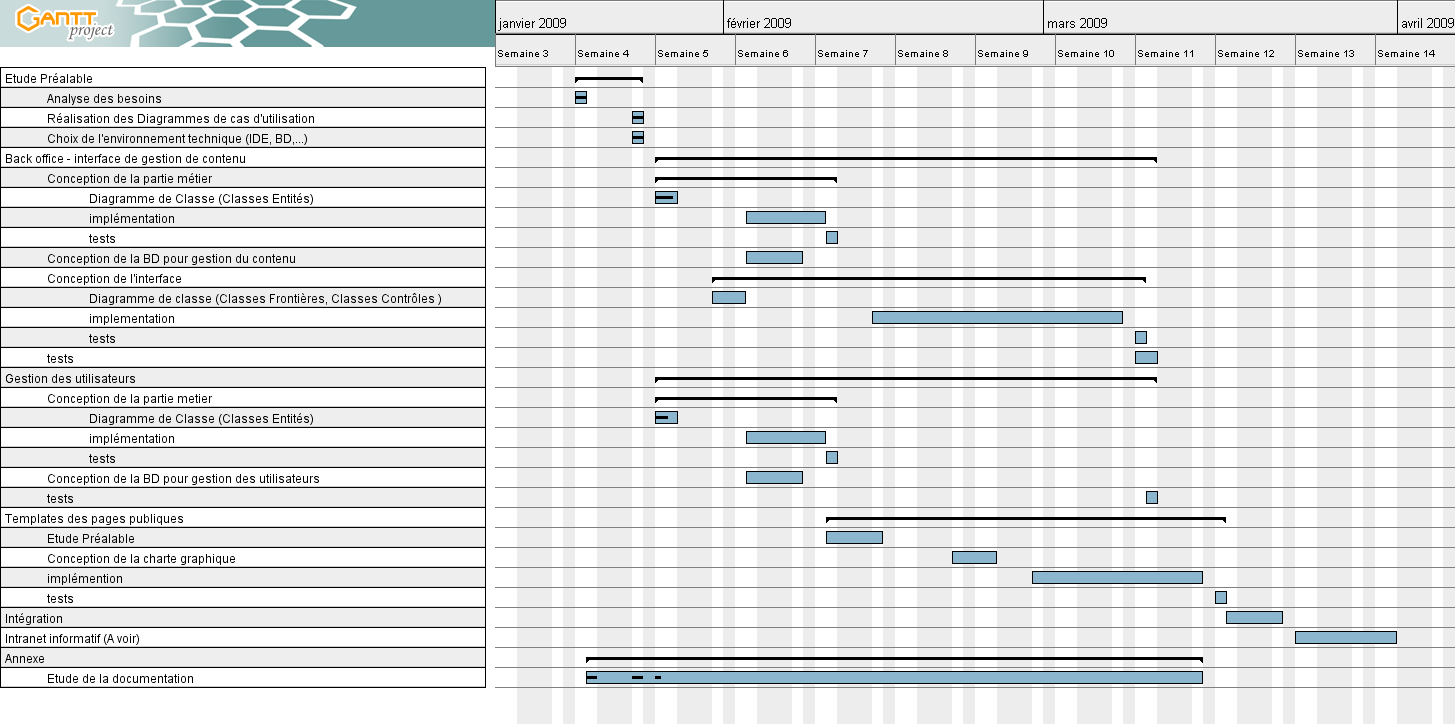 GANTT project
janvier 2009 février 2009 mars 2009 avril 2009
Semaine 3 Semaine 4 Semaine 5 Semaine 6 Semaine 7 Semaine 8 Semaine 9 Semaine 10 Semaine 11 Semaine 12 Semaine 13 Semaine 14
Etude Préalable
Analyse des besoins
Réalisation des Diagrammes de cas d'utilisation
Choix de l'environnement technique (IDE, BD,...)
Back office - interface de gestion de contenu
Conception de la partie métier
Diagramme de Classe (Classes Entités)
implémentation
tests
Conception de la BD pour gestion du contenu
Conception de l'interface
Diagramme de classe (Classes Frontières, Classes Contrôles )
implementation
tests
tests
Gestion des utilisateurs
Conception de la partie metier
Diagramme de Classe (Classes Entités)
implémentation
tests
Conception de la BD pour gestion des utilisateurs
tests
Templates des pages publiques
Etude Préalable
Conception de la charte graphique
implémention
tests
Intégration
Intranet informatif (A voir)
Annexe
Etude de la documentation